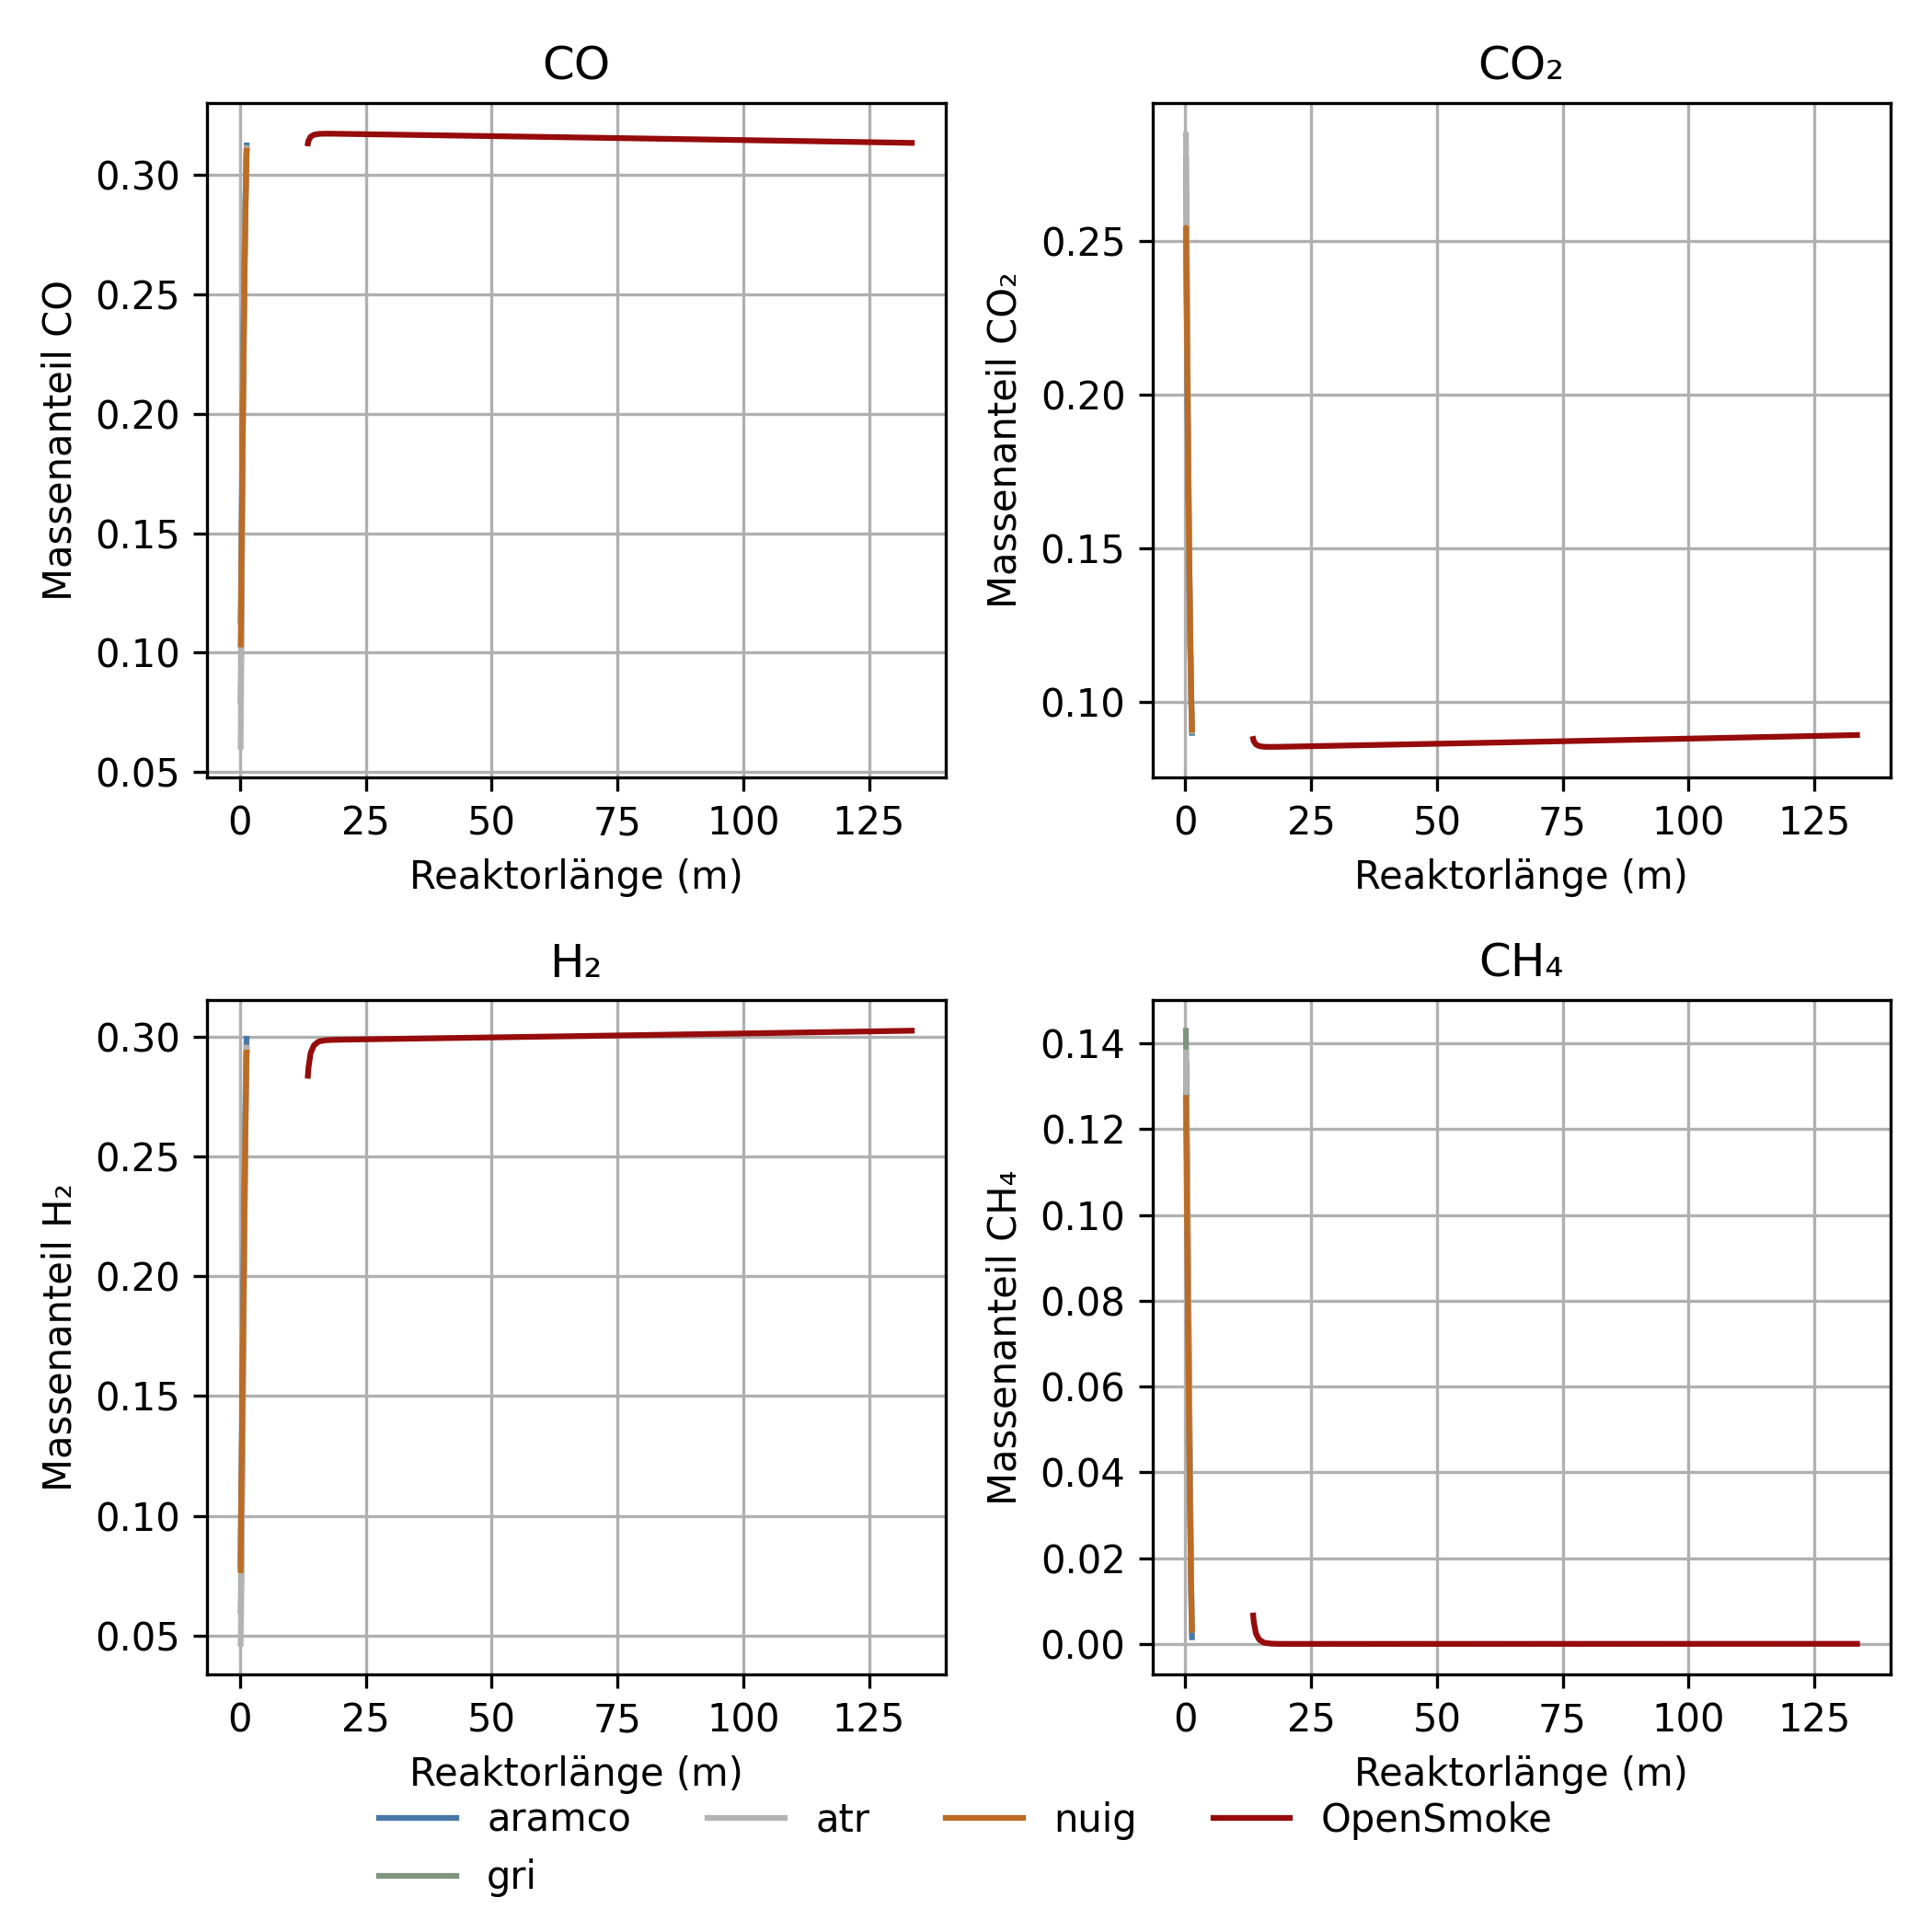 CO
CO₂
Massenanteil CO
0.30
0.25
0.20
0.15
0.10
0.05
0 25 50 75 100 125
Reaktorlänge (m)
Massenanteil CO₂
0.25
0.20
0.15
0.10
0 25 50 75 100 125
Reaktorlänge (m)
H₂
CH₄
Massenanteil H₂
0.30
0.25
0.20
0.15
0.10
0.05
0 25 50 75 100 125
Reaktorlänge (m)
Massenanteil CH₄
0.14
0.12
0.10
0.08
0.06
0.04
0.02
0.00
0 25 50 75 100 125
Reaktorlänge (m)
aramco atr nuig OpenSmoke
gri